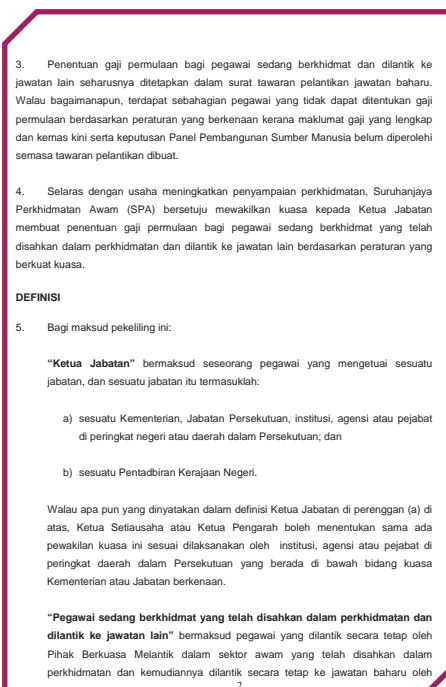 3. Penentuan gaji permulaan bagi pegawai sedang berkhidmat dan dilantik ke
jawatan lain seharusnya ditetapkan dalam surat tawaran pelantikan jawatan baharu.
Walau bagaimanapun, terdapat sebahagian pegawai yang tidak dapat ditentukan gaji
permulaan berdasarkan peraturan yang berkenaan kerana maklumat gaji yang lengkap
dan kemas kini serta keputusan Panel Pembangunan Sumber Manusia belum diperolehi
semasa tawaran pelantikan dibuat.
4. Selaras dengan usaha meningkatkan penyampaian perkhidmatan, Suruhanjaya
Perkhidmatan Awam (SPA) bersetuju mewakilkan kuasa kepada Ketua Jabatan
membuat penentuan gaji permulaan bagi pegawai sedang berkhidmat yang telah
disahkan dalam perkhidmatan dan dilantik ke jawatan lain berdasarkan peraturan yang
berkuat kuasa.
DEFINISI
5. Bagi maksud pekeliling ini:
“Ketua Jabatan” bermaksud seseorang pegawai yang mengetuai sesuatu
jabatan, dan sesuatu jabatan itu termasuklah:
a) sesuatu Kementerian, Jabatan Persekutuan, institusi, agensi atau pejabat
di peringkat negeri atau daerah dalam Persekutuan; dan
b) sesuatu Pentadbiran Kerajaan Negeri.
Walau apa pun yang dinyatakan dalam definisi Ketua Jabatan di perenggan (a) di
atas, Ketua Setiausaha atau Ketua Pengarah boleh menentukan sama ada
pewakilan kuasa ini sesuai dilaksanakan oleh institusi, agensi atau pejabat di
peringkat daerah dalam Persekutuan yang berada di bawah bidang kuasa
Kementerian atau Jabatan berkenaan.
“Pegawai sedang berkhidmat yang telah disahkan dalam perkhidmatan dan
dilantik ke jawatan lain” bermaksud pegawai yang dilantik secara tetap oleh
Pihak Berkuasa Melantik dalam sektor awam yang telah disahkan dalam
perkhidmatan dan kemudiannya dilantik secara tetap ke jawatan baharu oleh
2